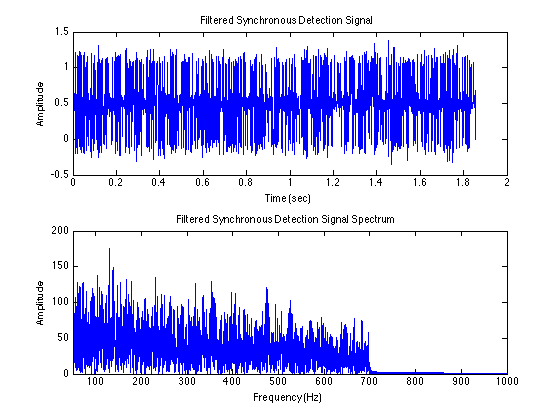 Filtered Synchronous Detection Signal
1.5
1
0.5
0
-0.5
Amplitude
0 0.2 0.4 0.6 0.8 1 1.2 1.4 1.6 1.8 2
Time (sec)
Filtered Synchronous Detection Signal Spectrum
200
150
100
50
0
Amplitude
100 200 300 400 500 600 700 800 900 1000
Frequency(Hz)